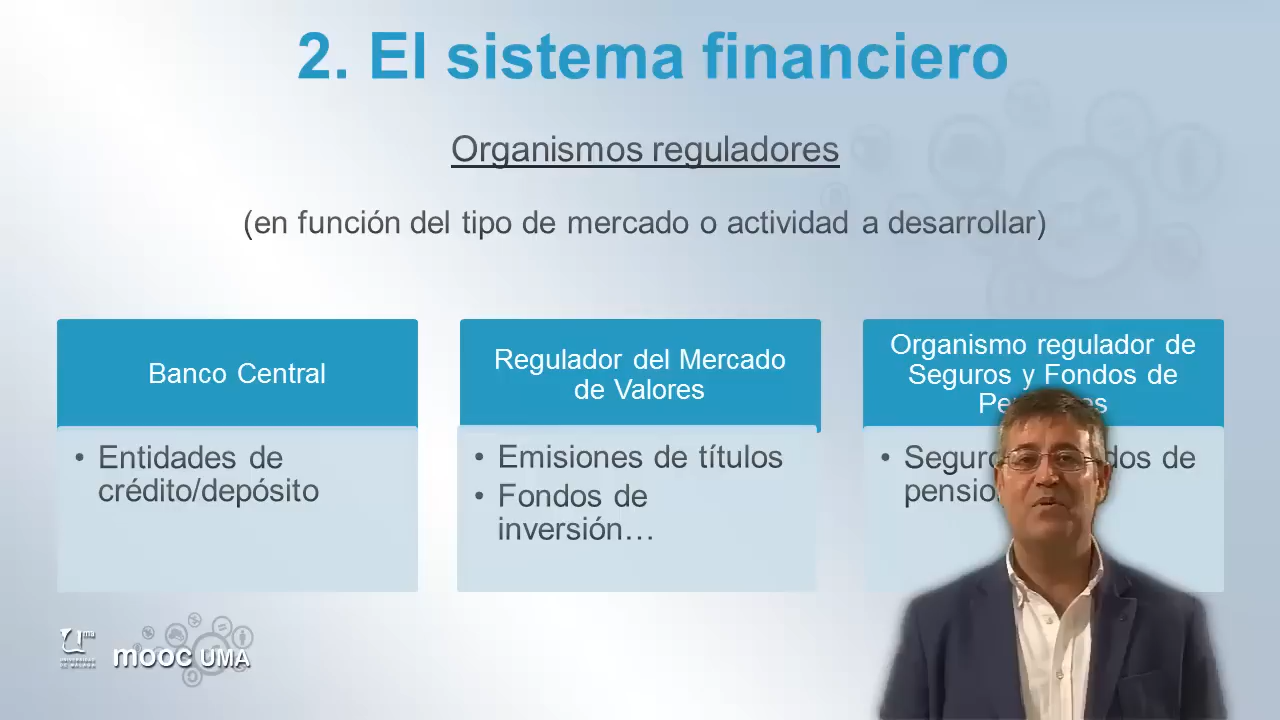 2. El sistema financiero
Organismos reguladores
(en función del tipo de mercado o actividad a desarrollar)
Banco Central
• Entidades de
crédito/depósito
Regulador del Mercado
de Valores
• Emisiones de títulos
• Fondos de
inversión…
Organismo regulador de
Seguros y Fondos de
•
de
mooc UMA